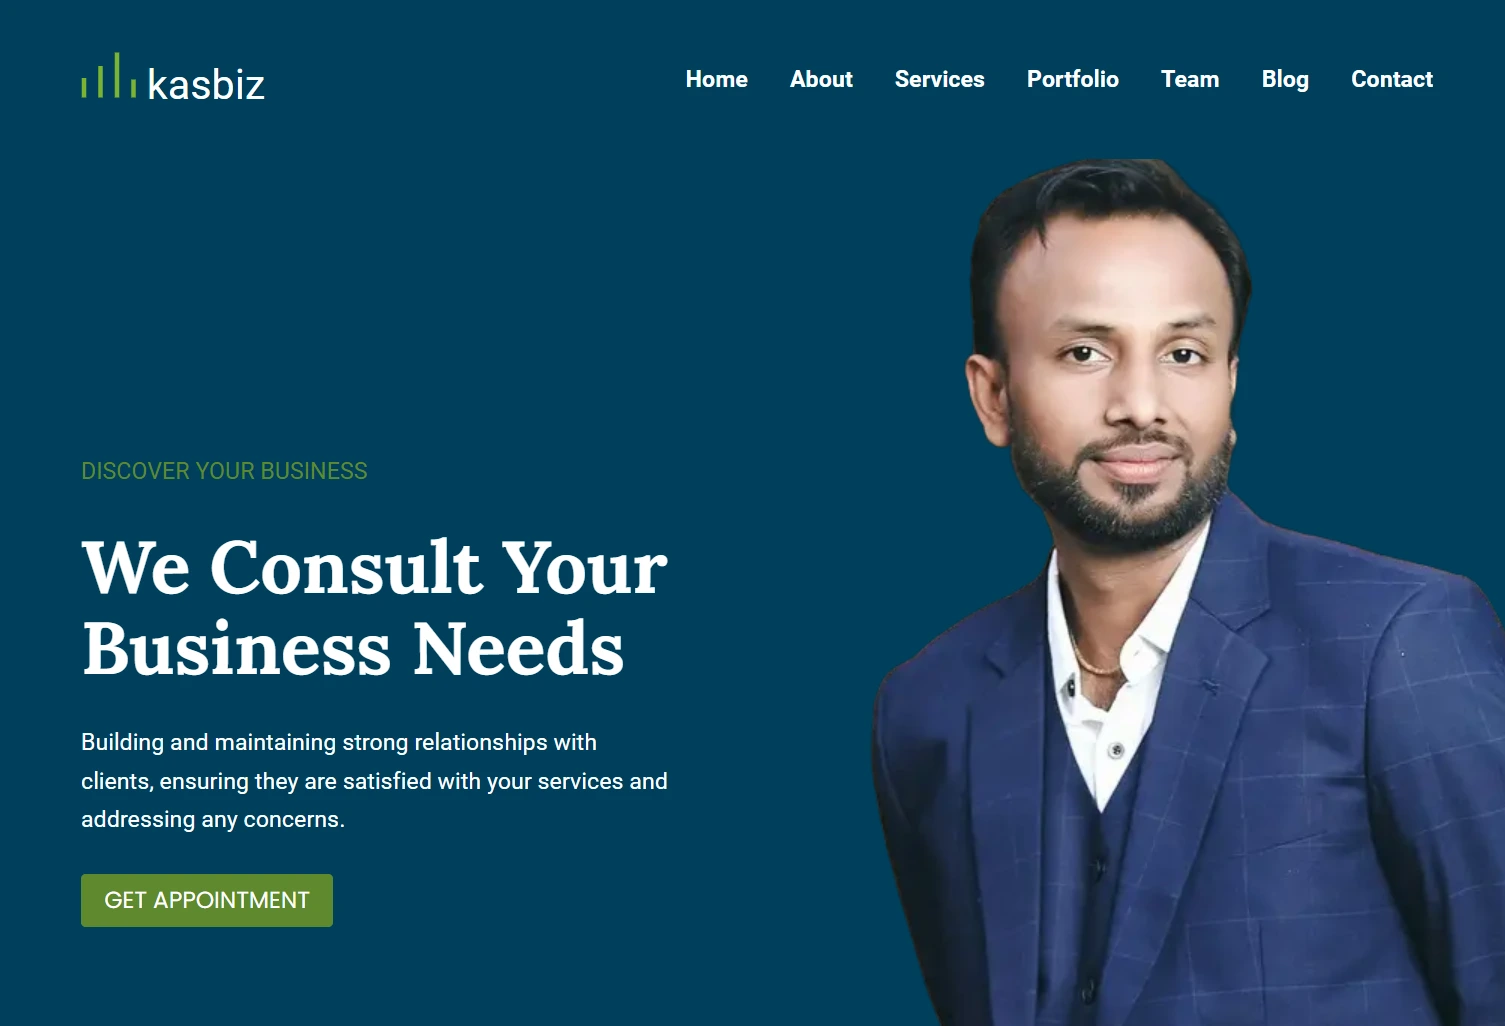 kasbiz
Home About Services Portfolio Team Blog Contact
DISCOVER YOUR BUSINESS
We Consult Your
Business Needs
Building and maintaining strong relationships with
clients, ensuring they are satisfied with your services and
addressing any concerns.
GET APPOINTMENT